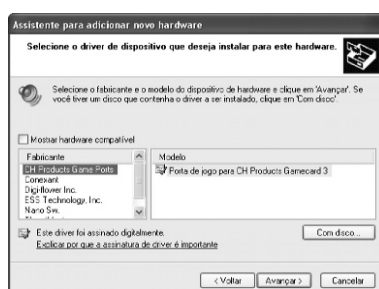 Assistente para adicionar novo hardware
Selecione o driver de dispositivo que deseja instalar para este hardware.
Selecione o fabricante e o modelo do dispositivo de hardware e clique em 'Avançar'. Se
você tiver um disco que contenha o driver a ser instalado, clique em 'Com disco'.
Mostrar hardware compatível
Fabricante
CH Products Game Ports
Conexant
Digiflower Inc.
ESS Technology, Inc.
Nano Sw.
Modelo
Porta de jogo para CH Products Gamecard 3
Este driver foi assinado digitalmente.
Explicar por que a assinatura de driver é importante
Com disco...
< Voltar
Avançar >
Cancelar